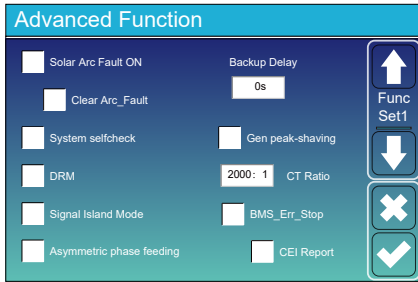 Advanced Function
Solar Arc Fault ON
Backup Delay
Clear Arc_Fault
0s
Func
Set1
System selfcheck
Gen peak-shaving
DRM
2000: 1
CT Ratio
Signal Island Mode
BMS_Err_Stop
Asymmetric phase feeding
CEI Report